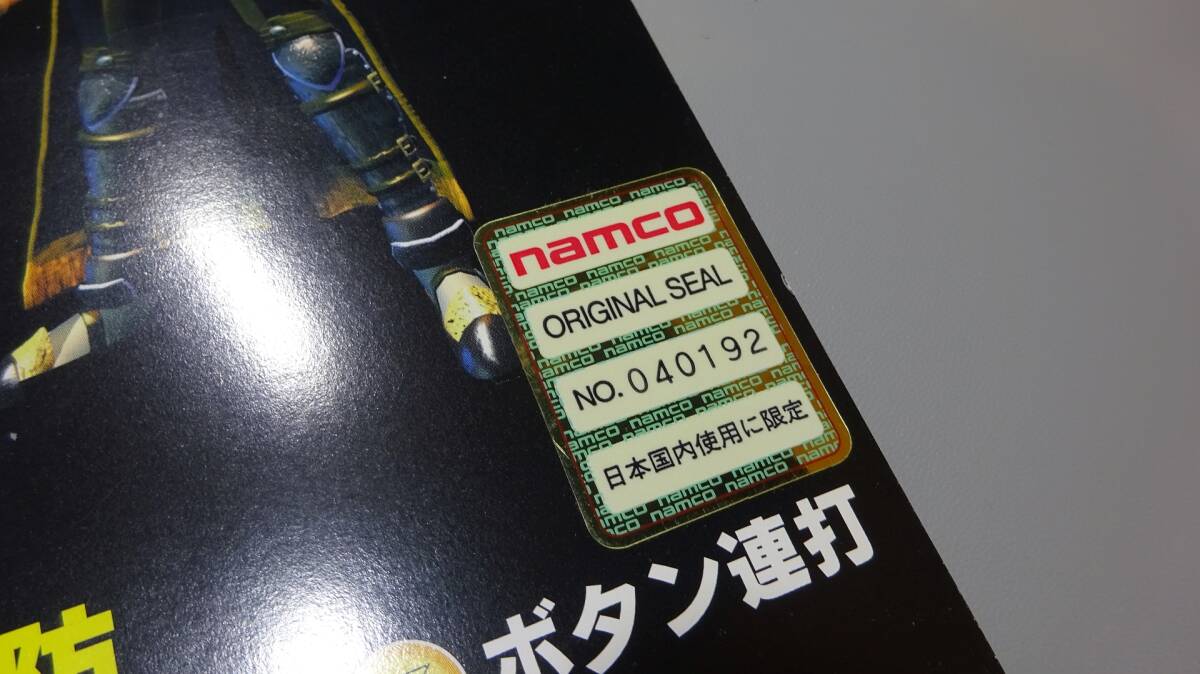 namco
ORIGINAL SEAL
NO.040192
日本国内使用に限定
ボタン連打
防